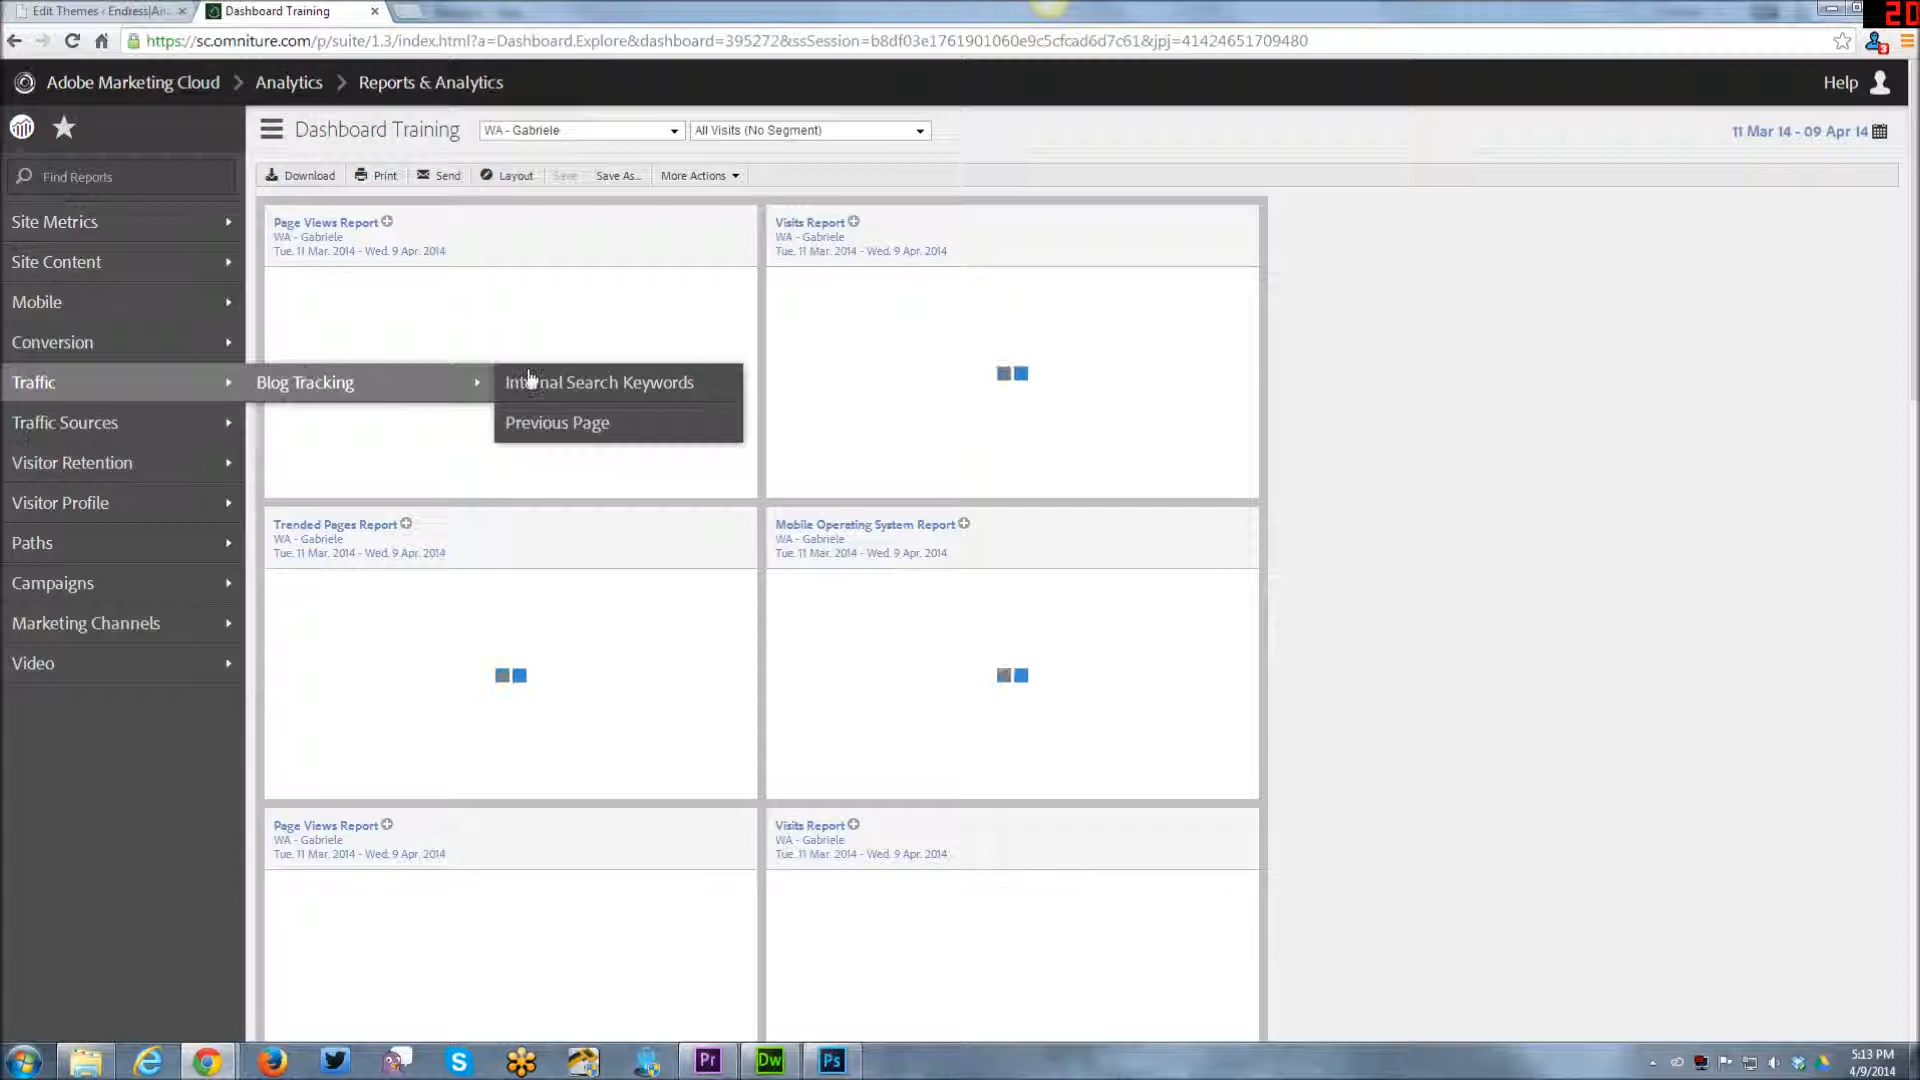 Edit Themes ‹ Endress|An...
Dashboard Training
20
https://sc.omniture.com/p/suite/1.3/index.html?a=Dashboard.Explore&dashboard=395272&ssSession=b8df03e1761901060e9c5cfcad6d7c61&jpj=41424651709480
3
Adobe Marketing Cloud > Analytics > Reports & Analytics
Help
Dashboard Training
WA - Gabriele
All Visits (No Segment)
11 Mar 14 - 09 Apr 14
Find Reports
Download
Print
Send
Layout
Save
Save As...
More Actions
Site Metrics
Site Content
Mobile
Conversion
Traffic
Traffic Sources
Visitor Retention
Visitor Profile
Paths
Campaigns
Marketing Channels
Video
Blog Tracking
Internal Search Keywords
Previous Page
Page Views Report
WA - Gabriele
Tue. 11 Mar. 2014 - Wed. 9 Apr. 2014
Visits Report
WA - Gabriele
Tue. 11 Mar. 2014 - Wed. 9 Apr. 2014
Trended Pages Report
WA - Gabriele
Tue. 11 Mar. 2014 - Wed. 9 Apr. 2014
Mobile Operating System Report
WA - Gabriele
Tue. 11 Mar. 2014 - Wed. 9 Apr. 2014
Page Views Report
WA - Gabriele
Tue. 11 Mar. 2014 - Wed. 9 Apr. 2014
Visits Report
WA - Gabriele
Tue. 11 Mar. 2014 - Wed. 9 Apr. 2014
Pr
Dw
Ps
5:13 PM
4/9/2014